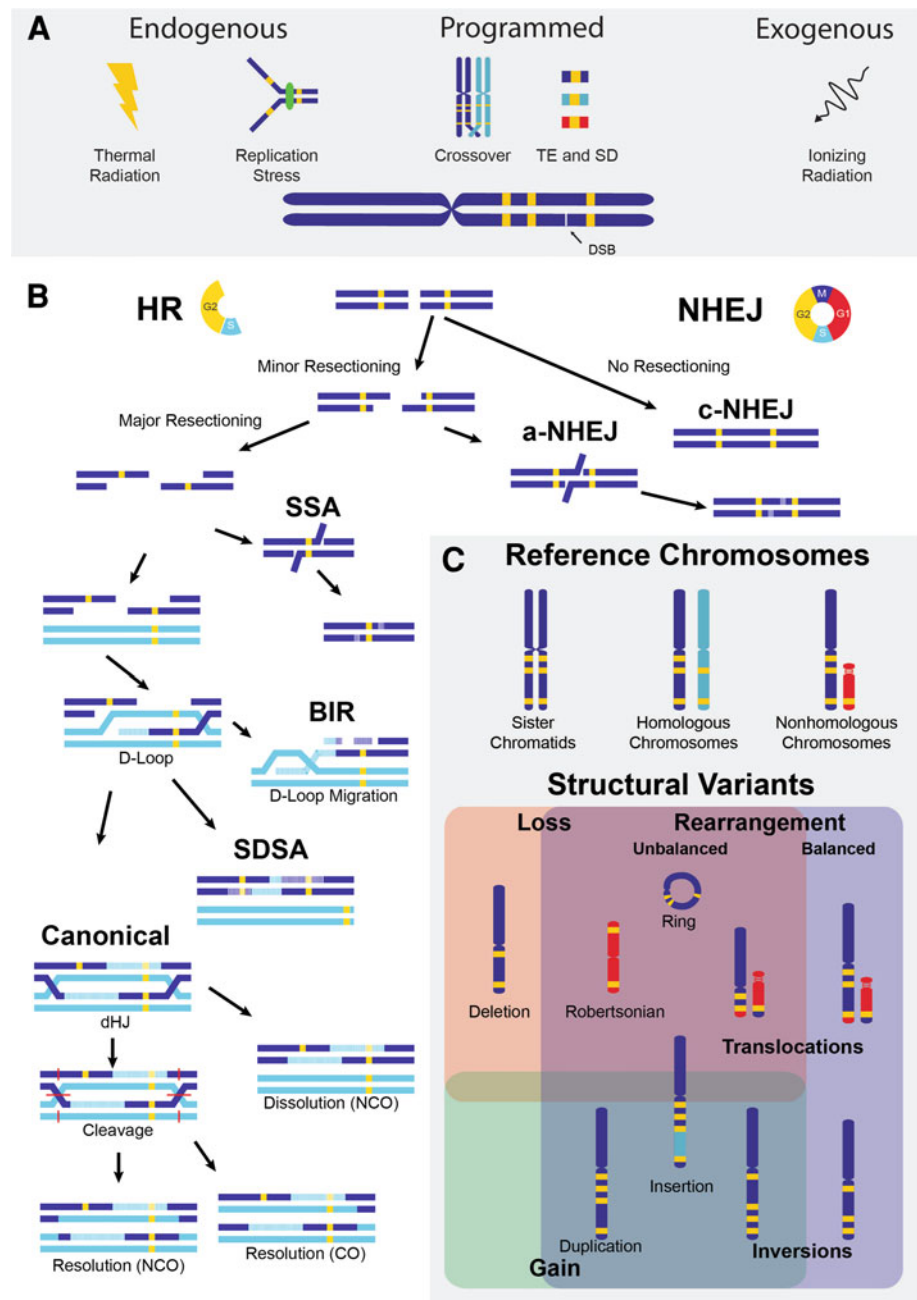 A
Endogenous
Programmed
Exogenous
Thermal
Radiation
Replication
Stress
Crossover
TE and SD
Ionizing
Radiation
DSB
B
HR
G2
S
NHEJ
M
G2
G1
S
Minor Resectioning
No Resectioning
Major Resectioning
a-NHEJ
c-NHEJ
SSA
D-Loop
BIR
D-Loop Migration
SDSA
Canonical
dHJ
Dissolution (NCO)
Cleavage
Resolution (NCO)
Resolution (CO)
C
Reference Chromosomes
Sister
Chromatids
Homologous
Chromosomes
Nonhomologous
Chromosomes
Structural Variants
Loss
Rearrangement
Unbalanced
Balanced
Ring
Deletion
Robertsonian
Translocations
Insertion
Duplication
Inversions
Gain